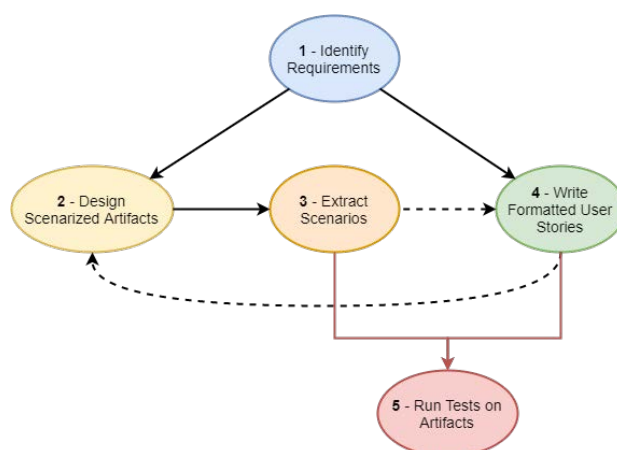 1 - Identify
Requirements
2 - Design
Scenarized Artifacts
3 - Extract
Scenarios
4 - Write
Formatted User
Stories
5 - Run Tests on
Artifacts